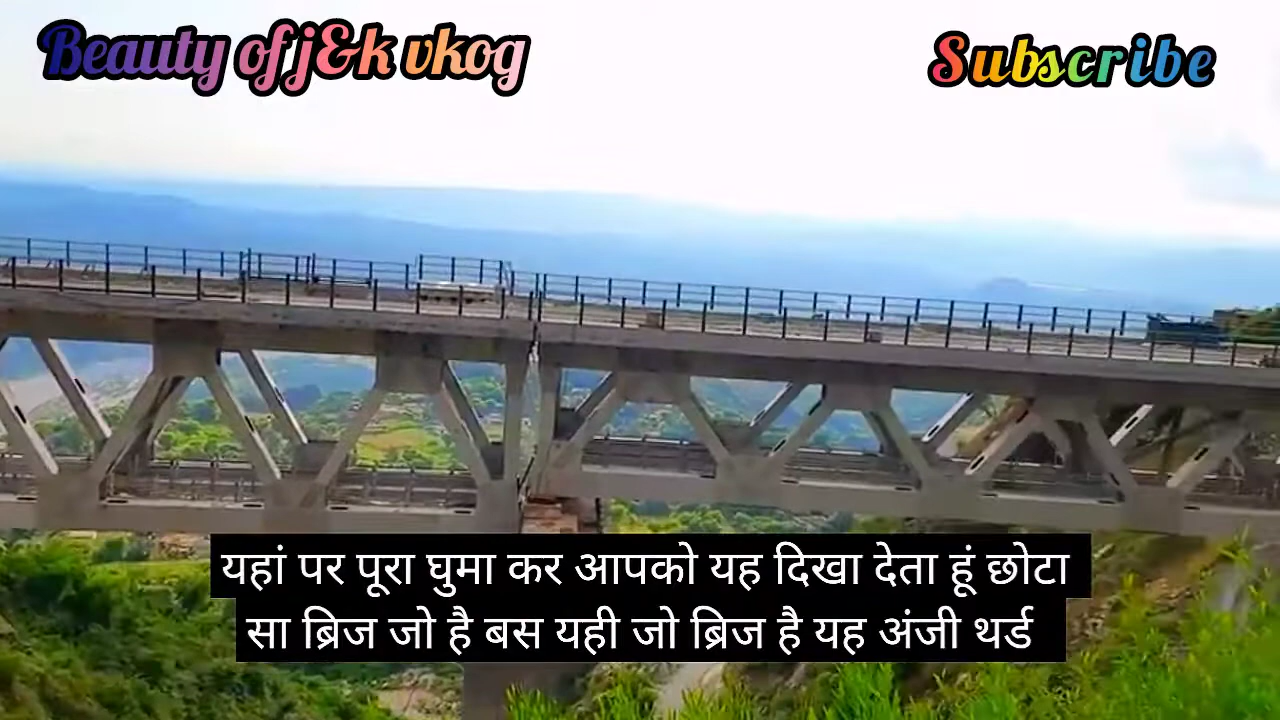 Beauty of j&k vkog
Subscribe
यहां पर पूरा घुमा कर आपको यह दिखा देता हूं छोटा
सा ब्रिज जो है बस यही जो ब्रिज है यह अंजी थर्ड